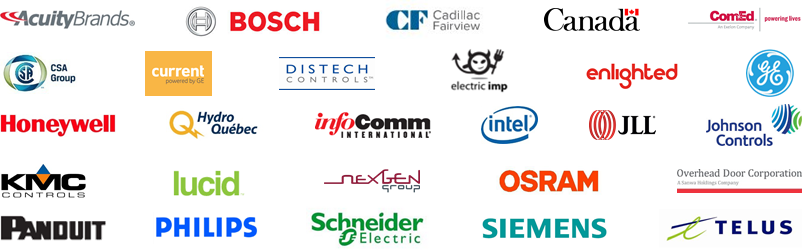 AcuityBrands®
BOSCH
CF Cadillac
Fairview
Canada
ComEd®
An Exelon Company
powering lives
CSA
Group
SA
current
powered by GE
DISTECH
CONTROLS™
electric imp
enlighted
GE
Honeywell
Hydro
Québec
infoComm
INTERNATIONAL®
intel
JLL
Johnson
Controls
KMC
CONTROLS
lucid
nexGen
group
OSRAM
Overhead Door Corporation
A Sanwa Holdings Company
PANDUIT
PHILIPS
Schneider
Electric
SIEMENS
TELUS